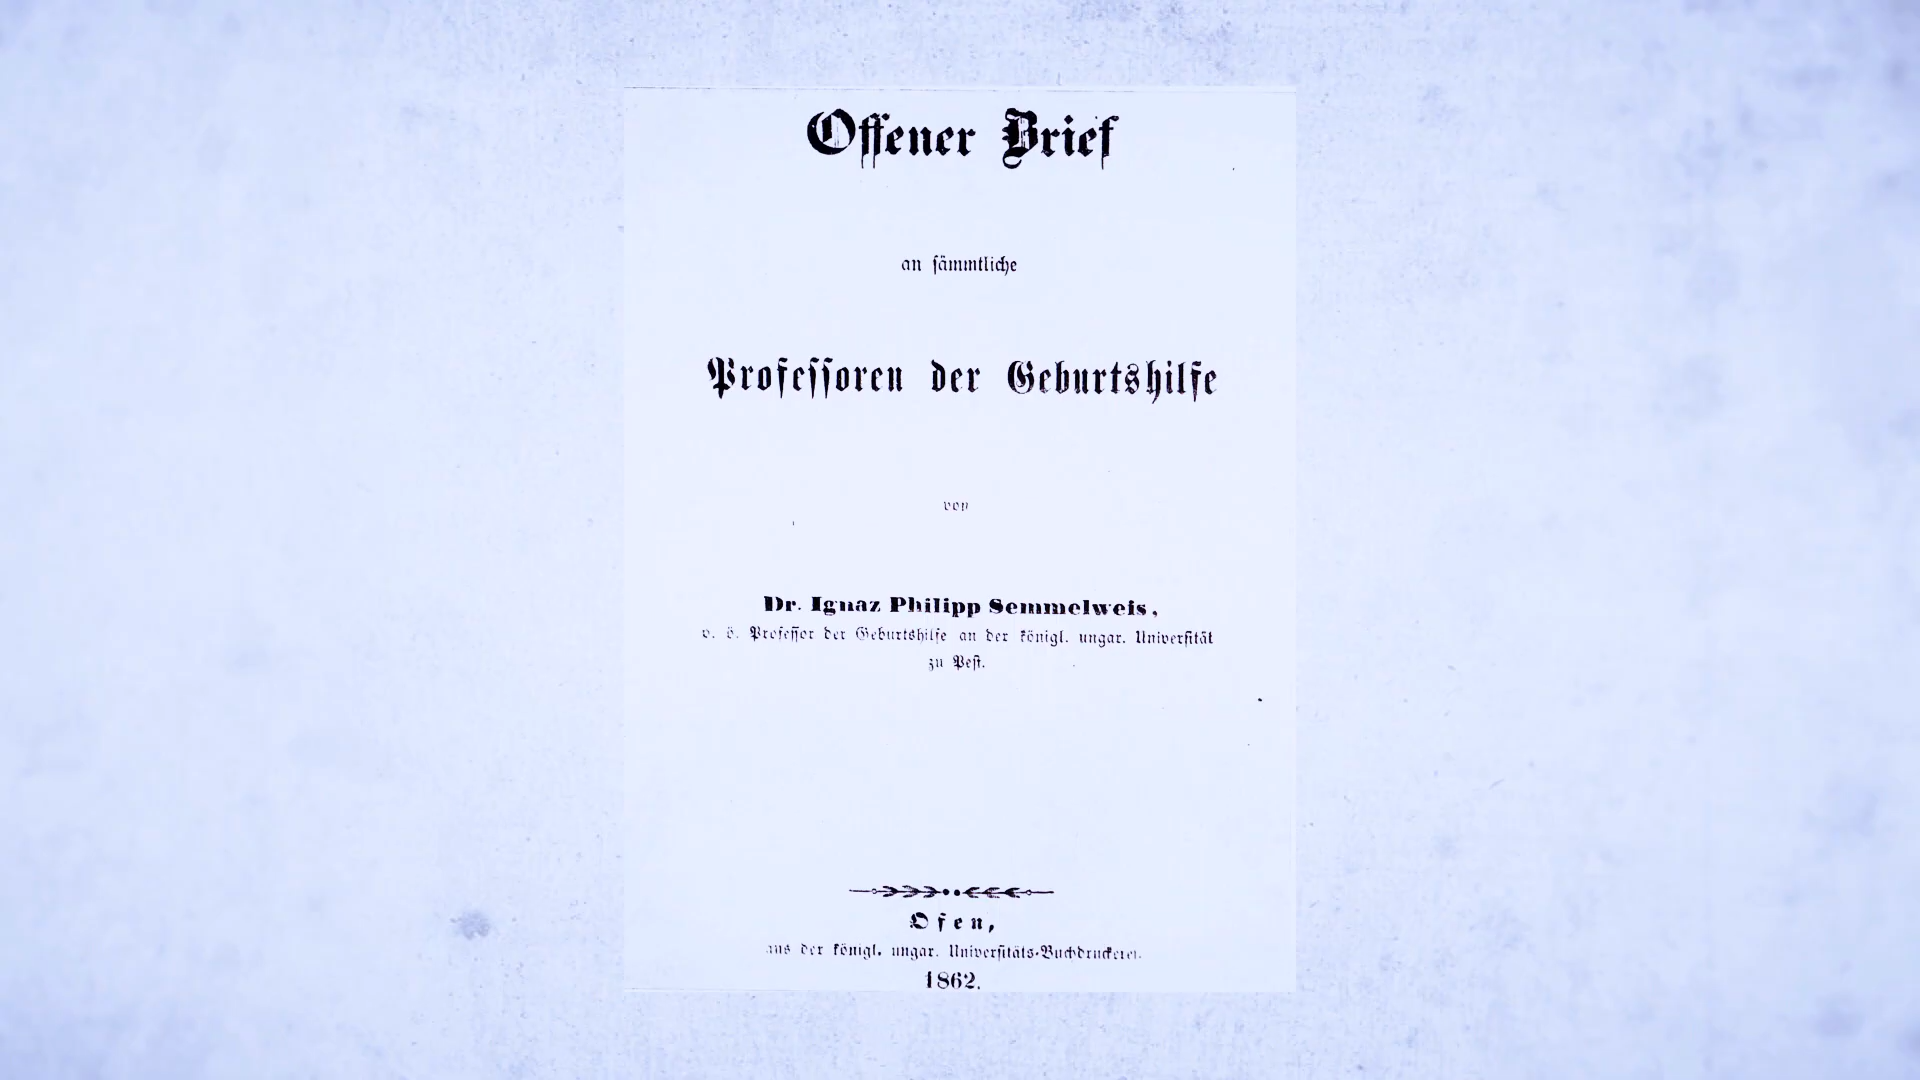 Offener Brief
an sämmtliche
Professoren der Geburtshilfe
von
Dr. Ignaz Philipp Semmelweis,
o. ö. Professor der Geburtshilfe an der königl. ungar. Universität
zu Pest.
Ofen,
aus der königl. ungar. Universitäts-Buchdruckerei.
1862.